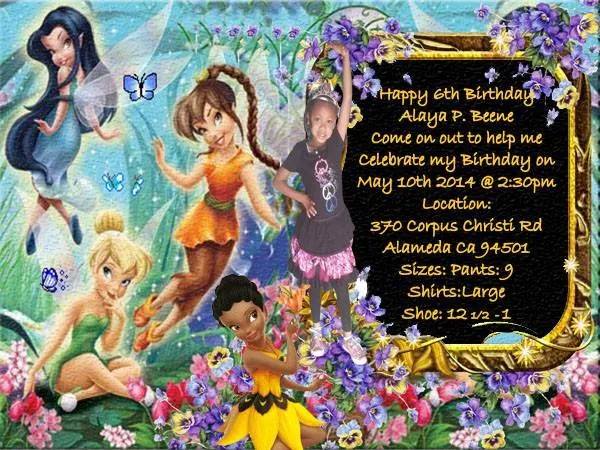 Happy 6th Birthday
Alaya P. Beene
Come on out to help me
Celebrate my Birthday on
May 10th 2014 @ 2:30pm
Location:
370 Corpus Christi Rd
Alameda Ca 94501
Sizes: Pants: 9
Shirts:Large
Shoe: 12 1/2 -1